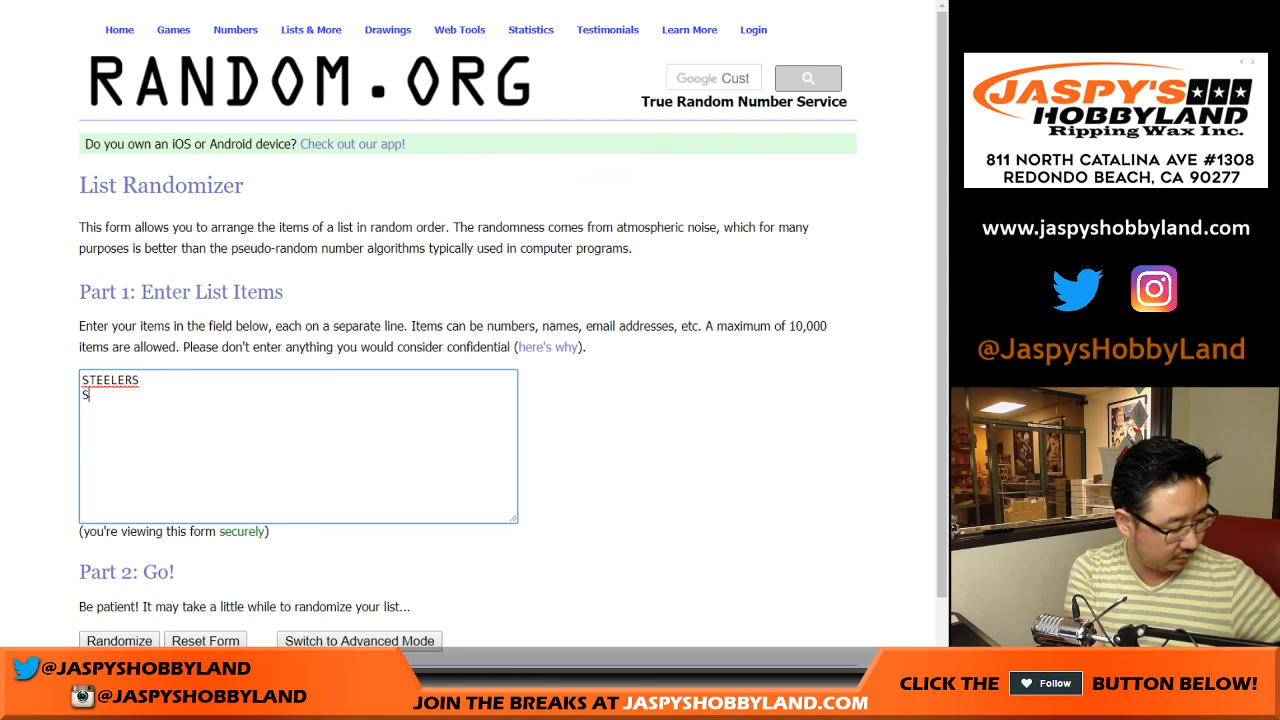 Home Games Numbers Lists & More Drawings Web Tools Statistics Testimonials Learn More Login
RANDOM.ORG
Google Cust
True Random Number Service
Do you own an iOS or Android device? Check out our app!
List Randomizer
This form allows you to arrange the items of a list in random order. The randomness comes from atmospheric noise, which for many
purposes is better than the pseudo-random number algorithms typically used in computer programs.
Part 1: Enter List Items
Enter your items in the field below, each on a separate line. Items can be numbers, names, email addresses, etc. A maximum of 10,000
items are allowed. Please don't enter anything you would consider confidential (here's why).
STEELERS
S
(you're viewing this form securely)
Part 2: Go!
Be patient! It may take a little while to randomize your list...
Randomize Reset Form Switch to Advanced Mode
JASPY'S
HOBBYLAND
Ripping Wax Inc.
811 NORTH CATALINA AVE #1308
REDONDO BEACH, CA 90277
www.jaspyshobbyland.com
@JaspysHobbyLand
@JASPYSHOBBYLAND
@JASPYSHOBBYLAND
JOIN THE BREAKS AT JASPYSHOBBYLAND.COM
CLICK THE Follow BUTTON BELOW!